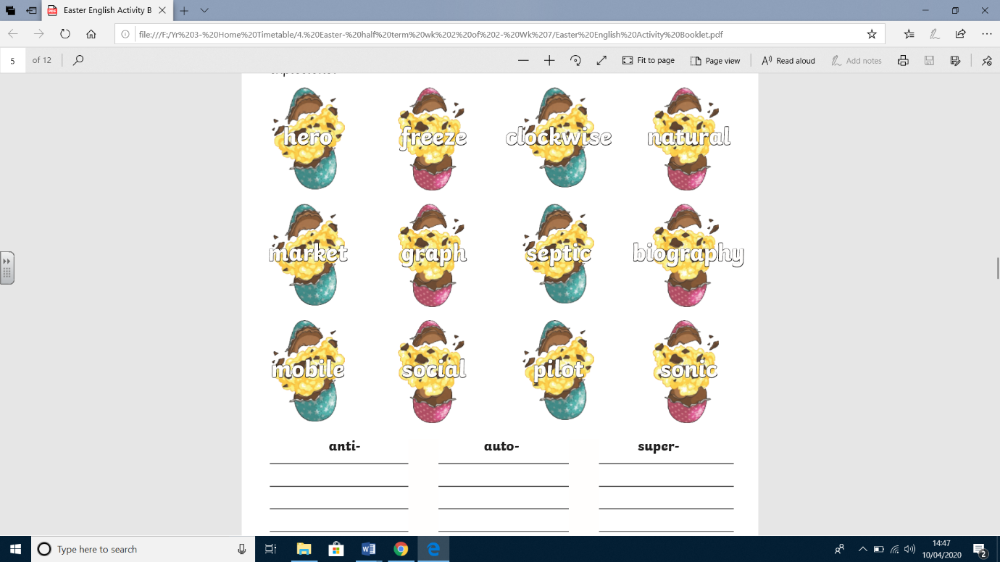 Easter English Activity B
file:///F:/Yr%203-%20Home%20Timetable/4.%20Easter-%20half%20term%20wk%202%20of%202-%20Wk%207/Easter%20English%20Activity%20Booklet.pdf
5 of 12 Fit to page Page view Read aloud Add notes
hero freeze clockwise natural
market graph septic biography
mobile social pilot sonic
anti- auto- super-
Type here to search
14:47
10/04/2020
2